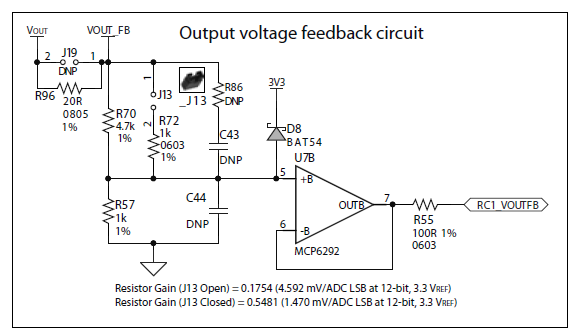 Output voltage feedback circuit
VOUT
VOUT_FB
2 J19 1
DNP
R96
20R
0805
1%
R70
4.7k
1%
1
J13
2
_J13
R72
1k
0603
1%
R86
DNP
C43
DNP
3V3
D8
BAT54
U7B
5
+B
OUTB
7
6
-B
MCP6292
R55
100R 1%
0603
RC1_VOUTFB
R57
1k
1%
C44
DNP
Resistor Gain (J13 Open) = 0.1754 (4.592 mV/ADC LSB at 12-bit, 3.3 VREF)
Resistor Gain (J13 Closed) = 0.5481 (1.470 mV/ADC LSB at 12-bit, 3.3 VREF)